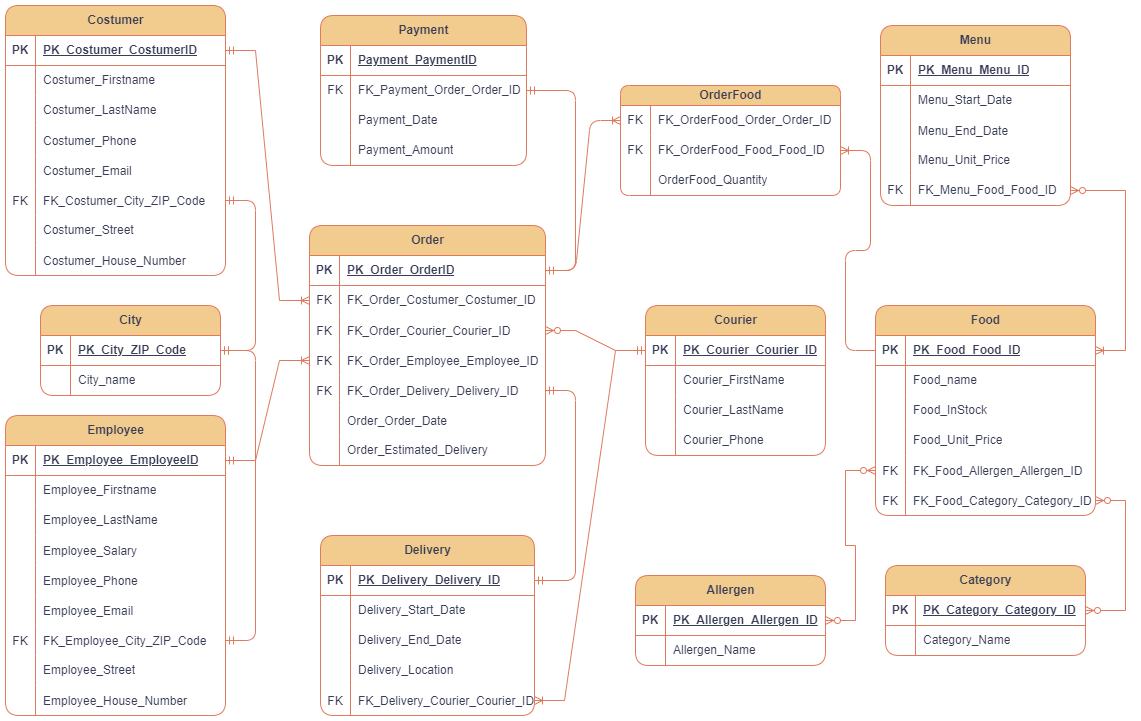 Costumer
PK PK_Costumer_CostumerID
Costumer_Firstname
Costumer_LastName
Costumer_Phone
Costumer_Email
FK FK_Costumer_City_ZIP_Code
Costumer_Street
Costumer_House_Number
City
PK PK_City_ZIP_Code
City_name
Employee
PK PK_Employee_EmployeeID
Employee_Firstname
Employee_LastName
Employee_Salary
Employee_Phone
Employee_Email
FK FK_Employee_City_ZIP_Code
Employee_Street
Employee_House_Number
Payment
PK Payment_PaymentID
FK FK_Payment_Order_Order_ID
Payment_Date
Payment_Amount
Order
PK PK_Order_OrderID
FK FK_Order_Costumer_Costumer_ID
FK FK_Order_Courier_Courier_ID
FK FK_Order_Employee_Employee_ID
FK FK_Order_Delivery_Delivery_ID
Order_Order_Date
Order_Estimated_Delivery
Delivery
PK PK_Delivery_Delivery_ID
Delivery_Start_Date
Delivery_End_Date
Delivery_Location
FK FK_Delivery_Courier_Courier_ID
OrderFood
FK FK_OrderFood_Order_Order_ID
FK FK_OrderFood_Food_Food_ID
OrderFood_Quantity
Courier
PK PK_Courier_Courier_ID
Courier_FirstName
Courier_LastName
Courier_Phone
Allergen
PK PK_Allergen_Allergen_ID
Allergen_Name
Menu
PK PK_Menu_Menu_ID
Menu_Start_Date
Menu_End_Date
Menu_Unit_Price
FK FK_Menu_Food_Food_ID
Food
PK PK_Food_Food_ID
Food_name
Food_InStock
Food_Unit_Price
FK FK_Food_Allergen_Allergen_ID
FK FK_Food_Category_Category_ID
Category
PK PK_Category_Category_ID
Category_Name